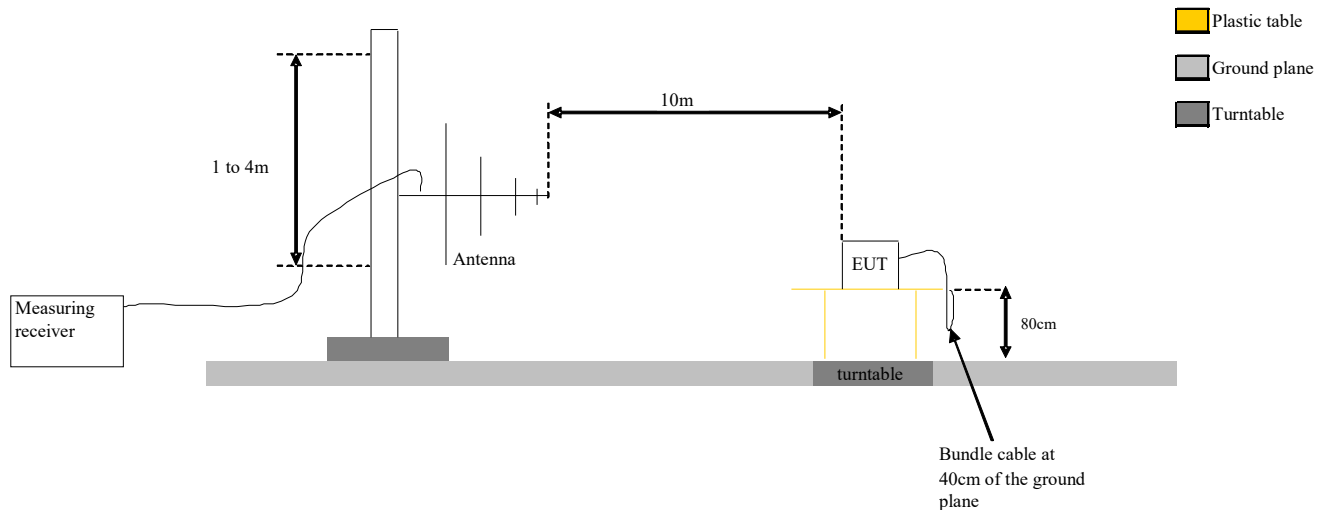 Plastic table
Ground plane
Turntable
10m
1 to 4m
Antenna
EUT
Measuring
receiver
80cm
turntable
Bundle cable at
40cm of the ground
plane